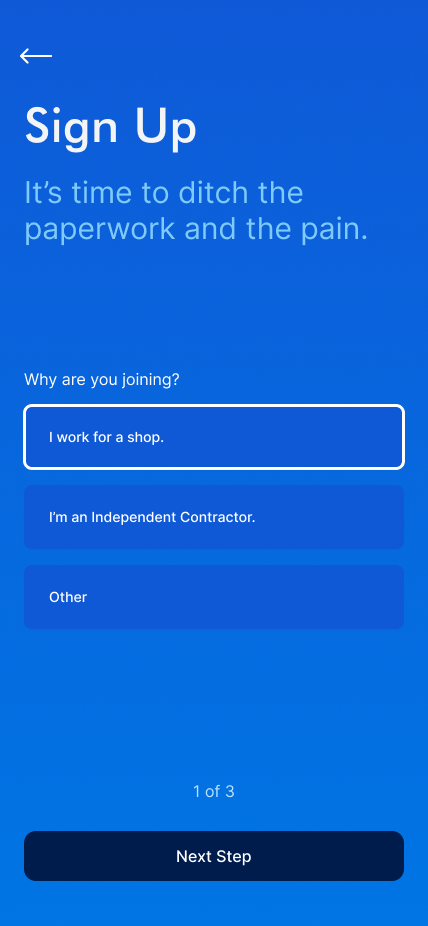 Sign Up
It’s time to ditch the
paperwork and the pain.
Why are you joining?
I work for a shop.
I’m an Independent Contractor.
Other
1 of 3
Next Step